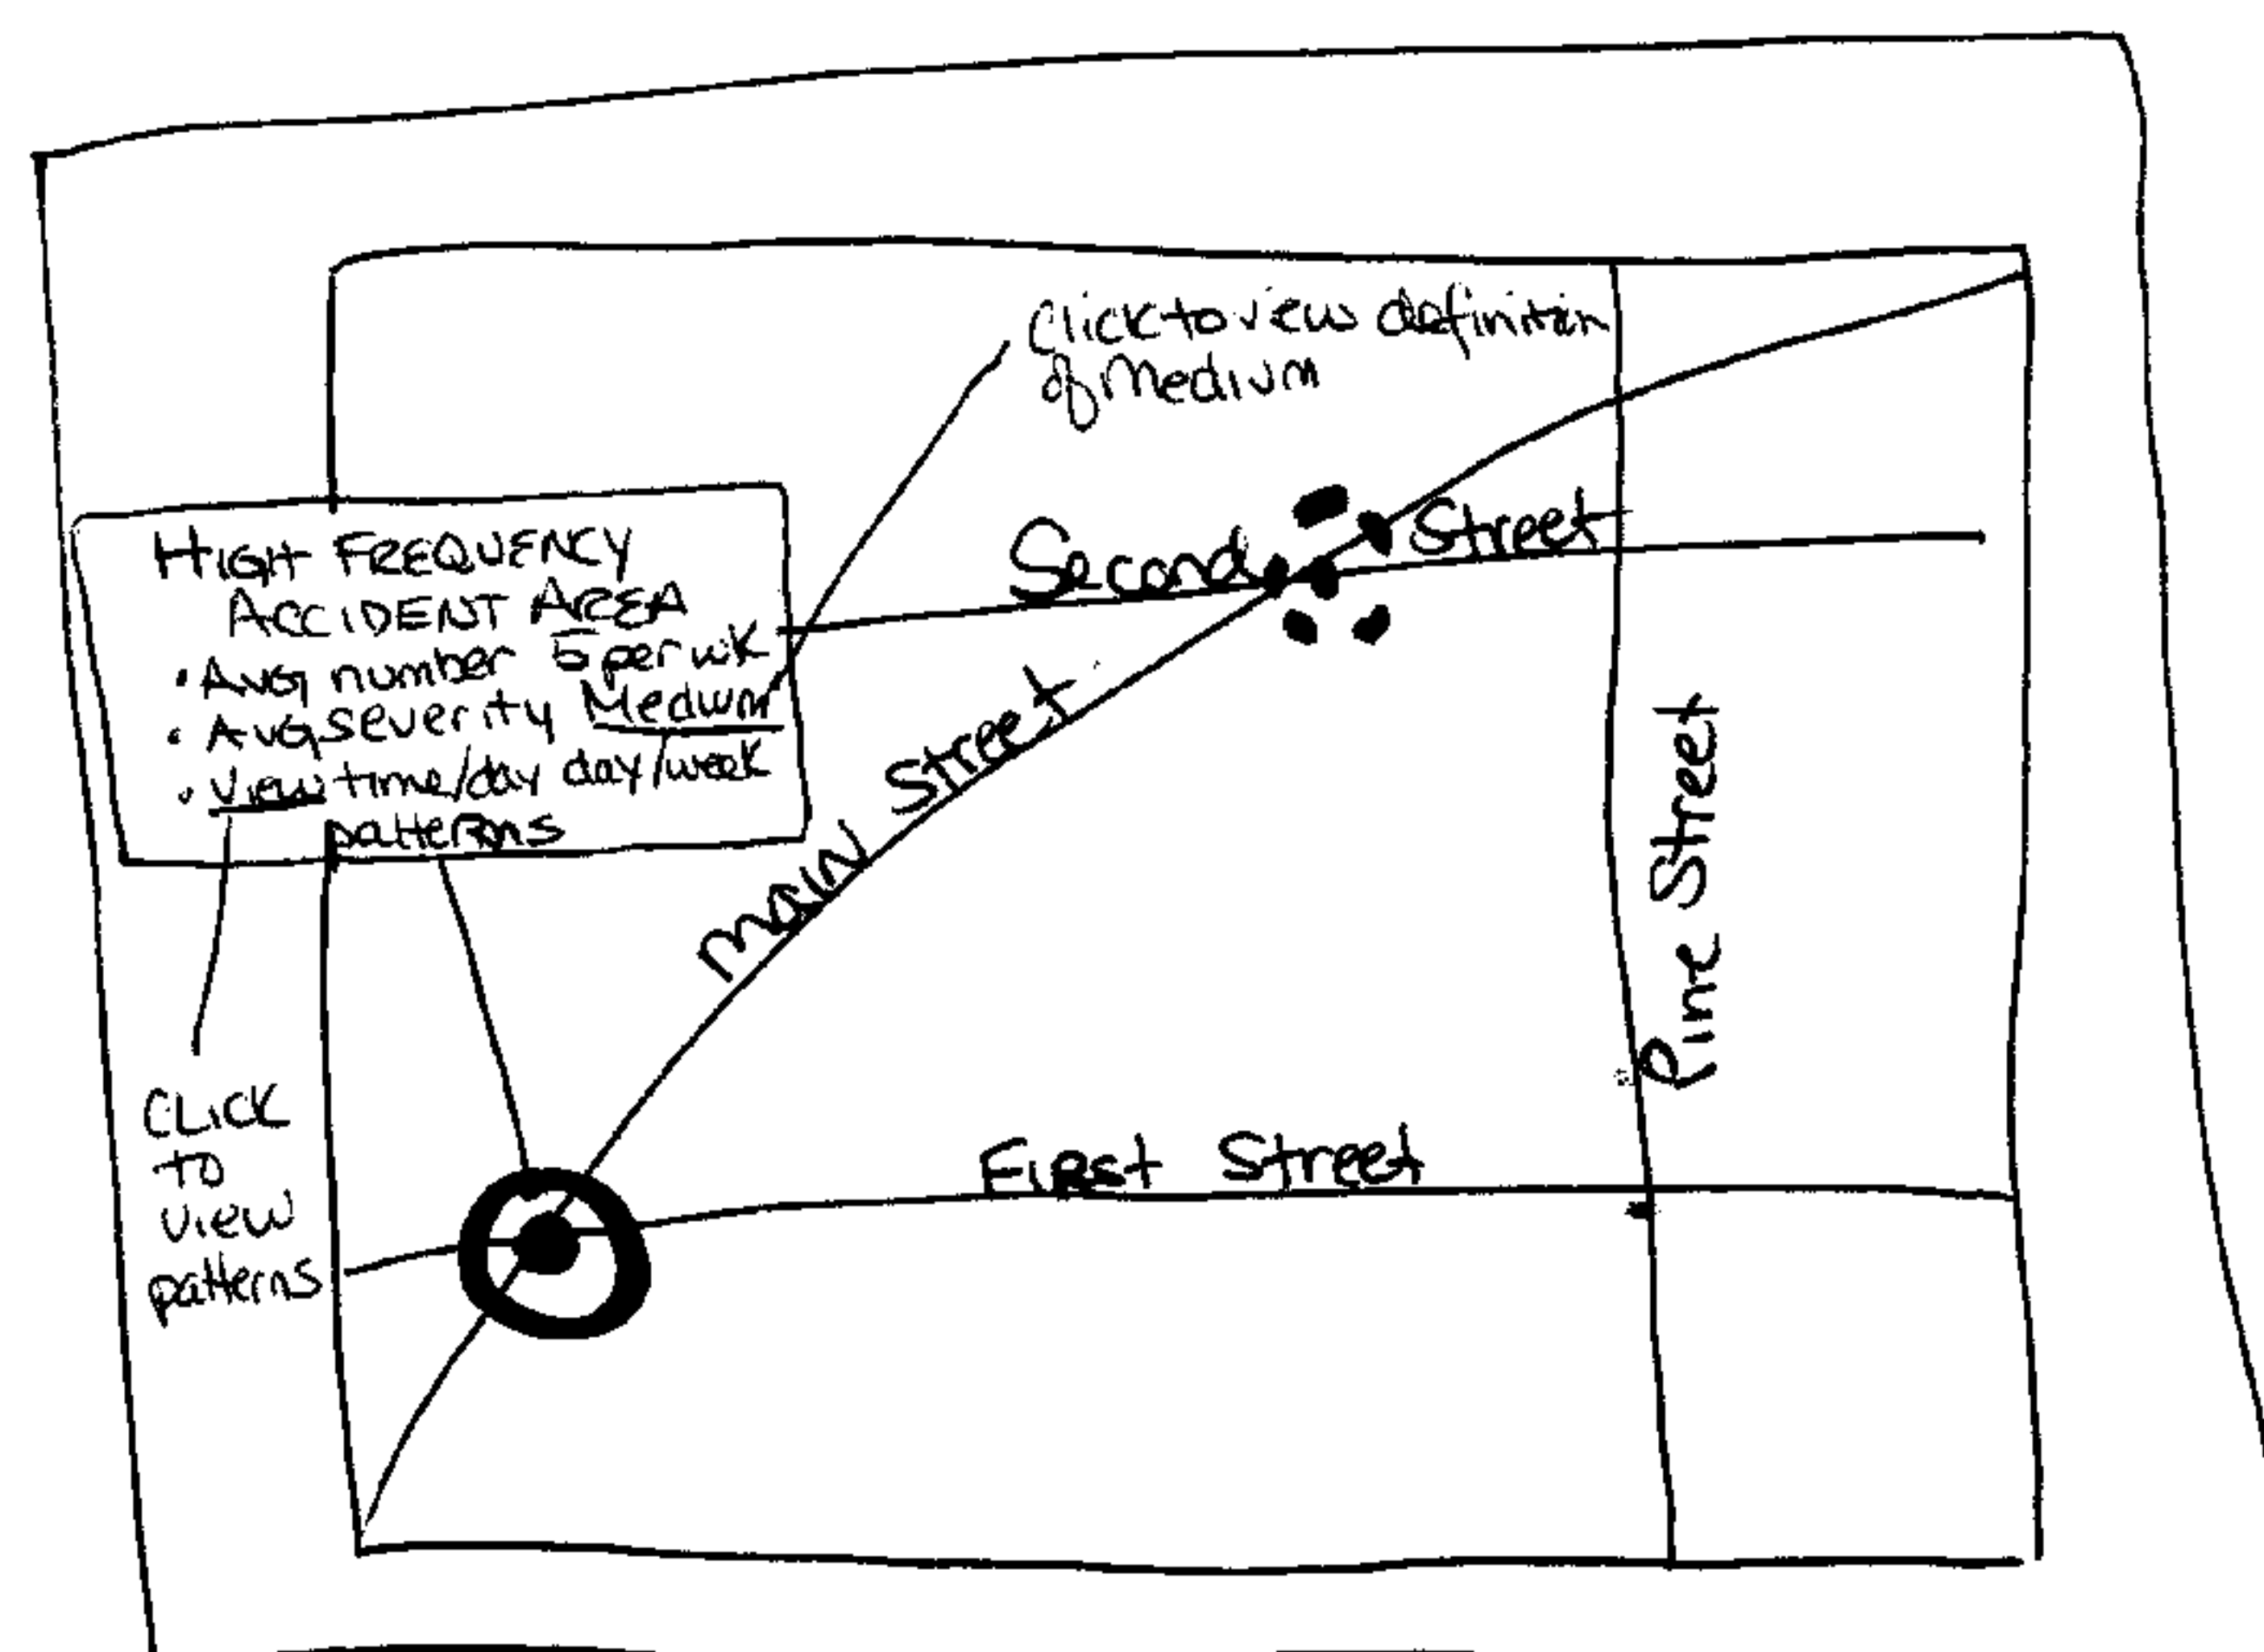 Click to view definition
of Medium
Second Street
HIGH FREQUENCY
ACCIDENT AREA
• AVG number 5 per wk
• AVG severity Medium
• View time/day day/week
patterns
Main Street
Pine Street
CLICK
TO
View
patterns
First Street